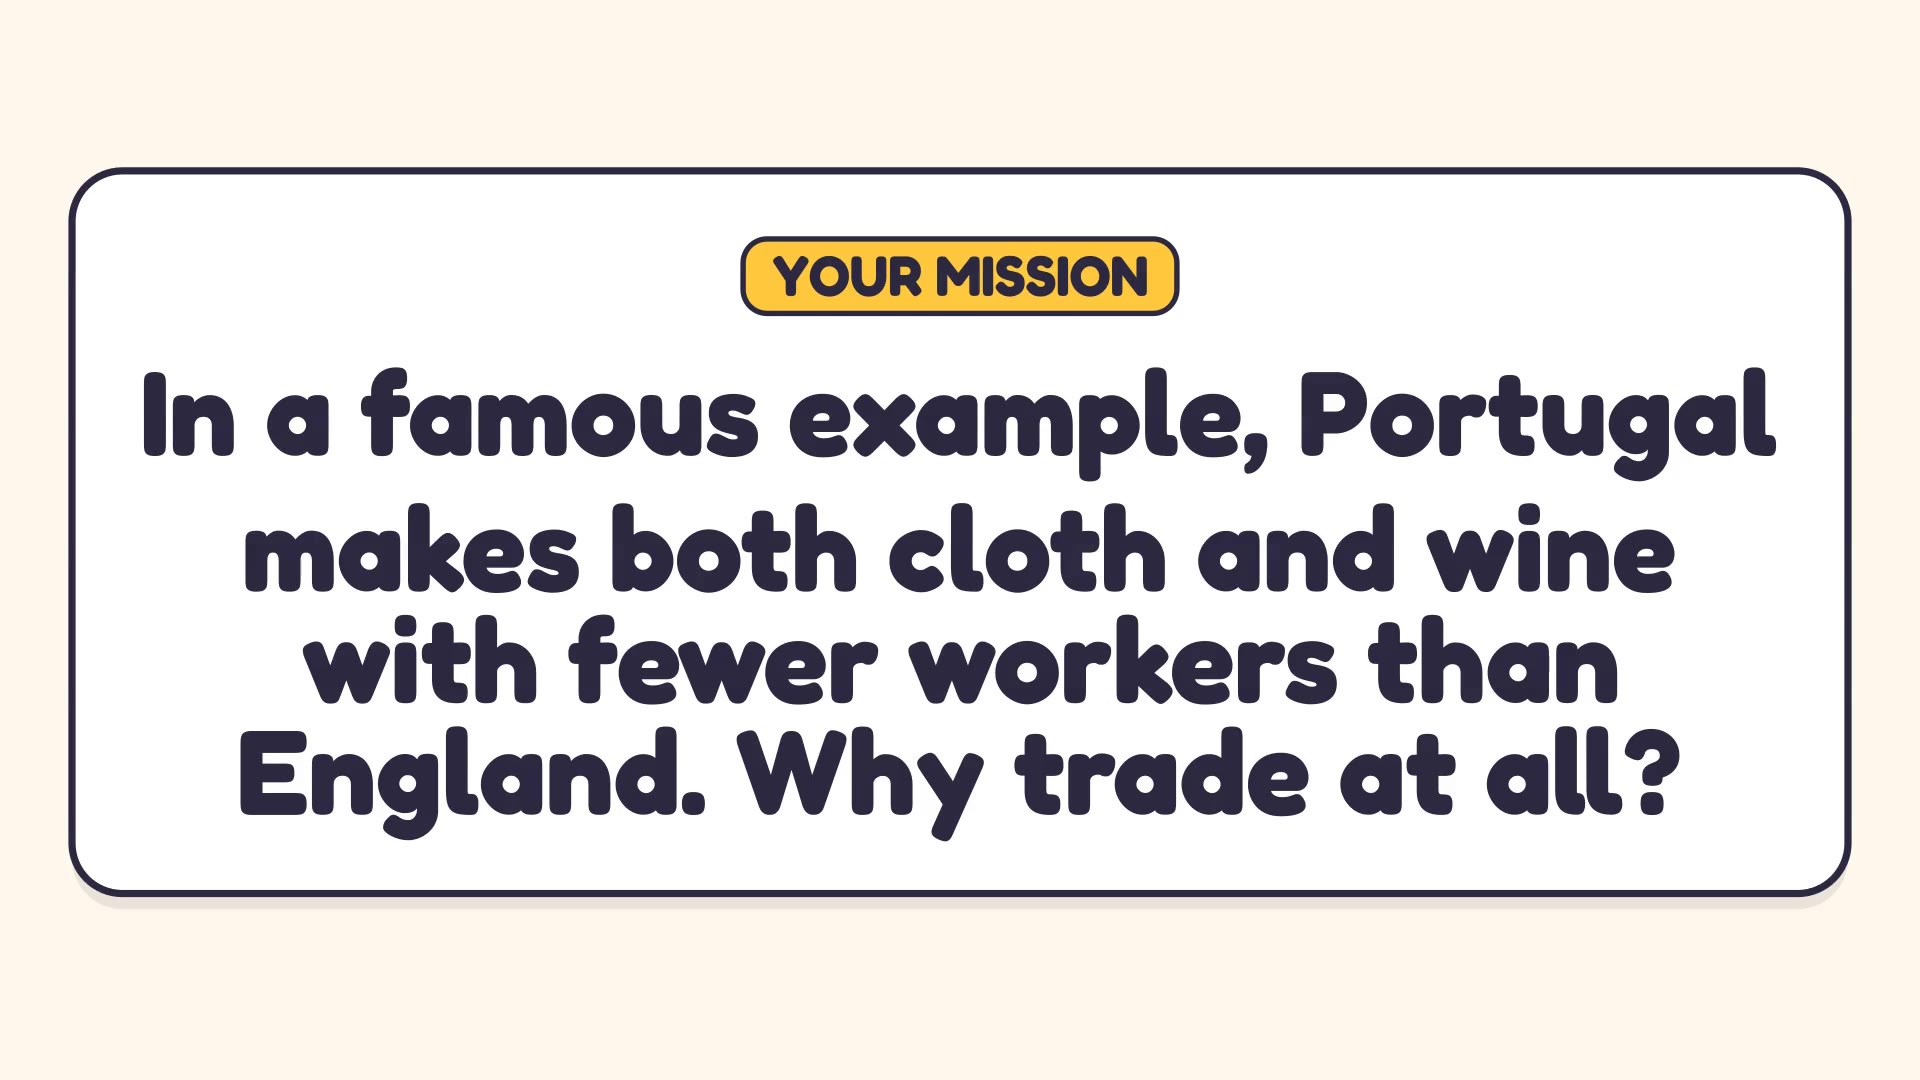 YOUR MISSION
In a famous example, Portugal
makes both cloth and wine
with fewer workers than
England. Why trade at all?